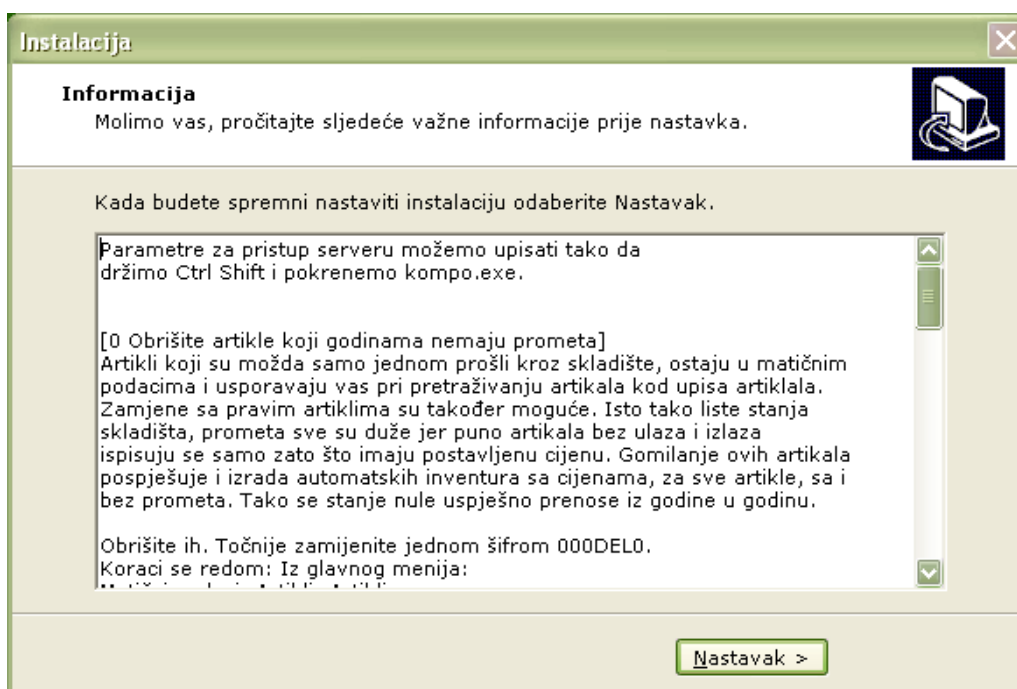 Instalacija
Informacija
Molimo vas, pročitajte sljedeće važne informacije prije nastavka.
Kada budete spremni nastaviti instalaciju odaberite Nastavak.
Parametre za pristup serveru možemo upisati tako da
držimo Ctrl Shift i pokrenemo kompo.exe.
[0 Obrišite artikle koji godinama nemaju prometa]
Artikli koji su možda samo jednom prošli kroz skladište, ostaju u matičnim
podacima i usporavaju vas pri pretraživanju artikala kod upisa artiklala.
Zamjene sa pravim artiklima su također moguće. Isto tako liste stanja
skladišta, prometa sve su duže jer puno artikala bez ulaza i izlaza
ispisuju se samo zato što imaju postavljenu cijenu. Gomilanje ovih artikala
pospješuje i izrada automatskih inventura sa cijenama, za sve artikle, sa i
bez prometa. Tako se stanje nule uspješno prenose iz godine u godinu.
Obrišite ih. Točnije zamijenite jednom šifrom 000DEL0.
Koraci se redom: Iz glavnog menija:
Nastavak >